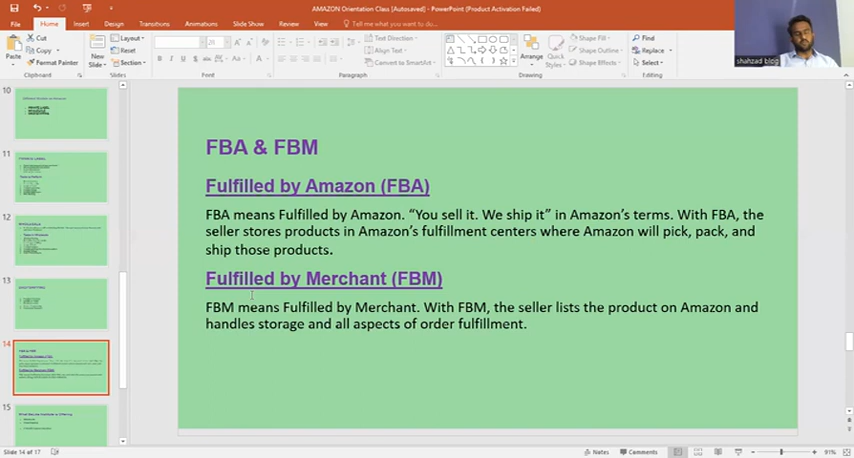 AMAZON Orientation Class [Autosaved] - PowerPoint (Product Activation Failed)
File Home Insert Design Transitions Animations Slide Show Review View Tell me what you want to do...
Paste Cut Copy Format Painter
Clipboard
New Slide Layout Reset Section
Slides
Font
Text Direction Align Text Convert to SmartArt
Paragraph
Arrange Quick Styles Shape Fill Shape Outline Shape Effects
Drawing
Find Replace Select
Editing
shahzad blog
10
11
12
13
14
15
FBA & FBM
Fulfilled by Amazon (FBA)
FBA means Fulfilled by Amazon. “You sell it. We ship it” in Amazon’s terms. With FBA, the
seller stores products in Amazon’s fulfillment centers where Amazon will pick, pack, and
ship those products.
Fulfilled by Merchant (FBM)
FBM means Fulfilled by Merchant. With FBM, the seller lists the product on Amazon and
handles storage and all aspects of order fulfillment.
Slide 14 of 17
Notes Comments 91%